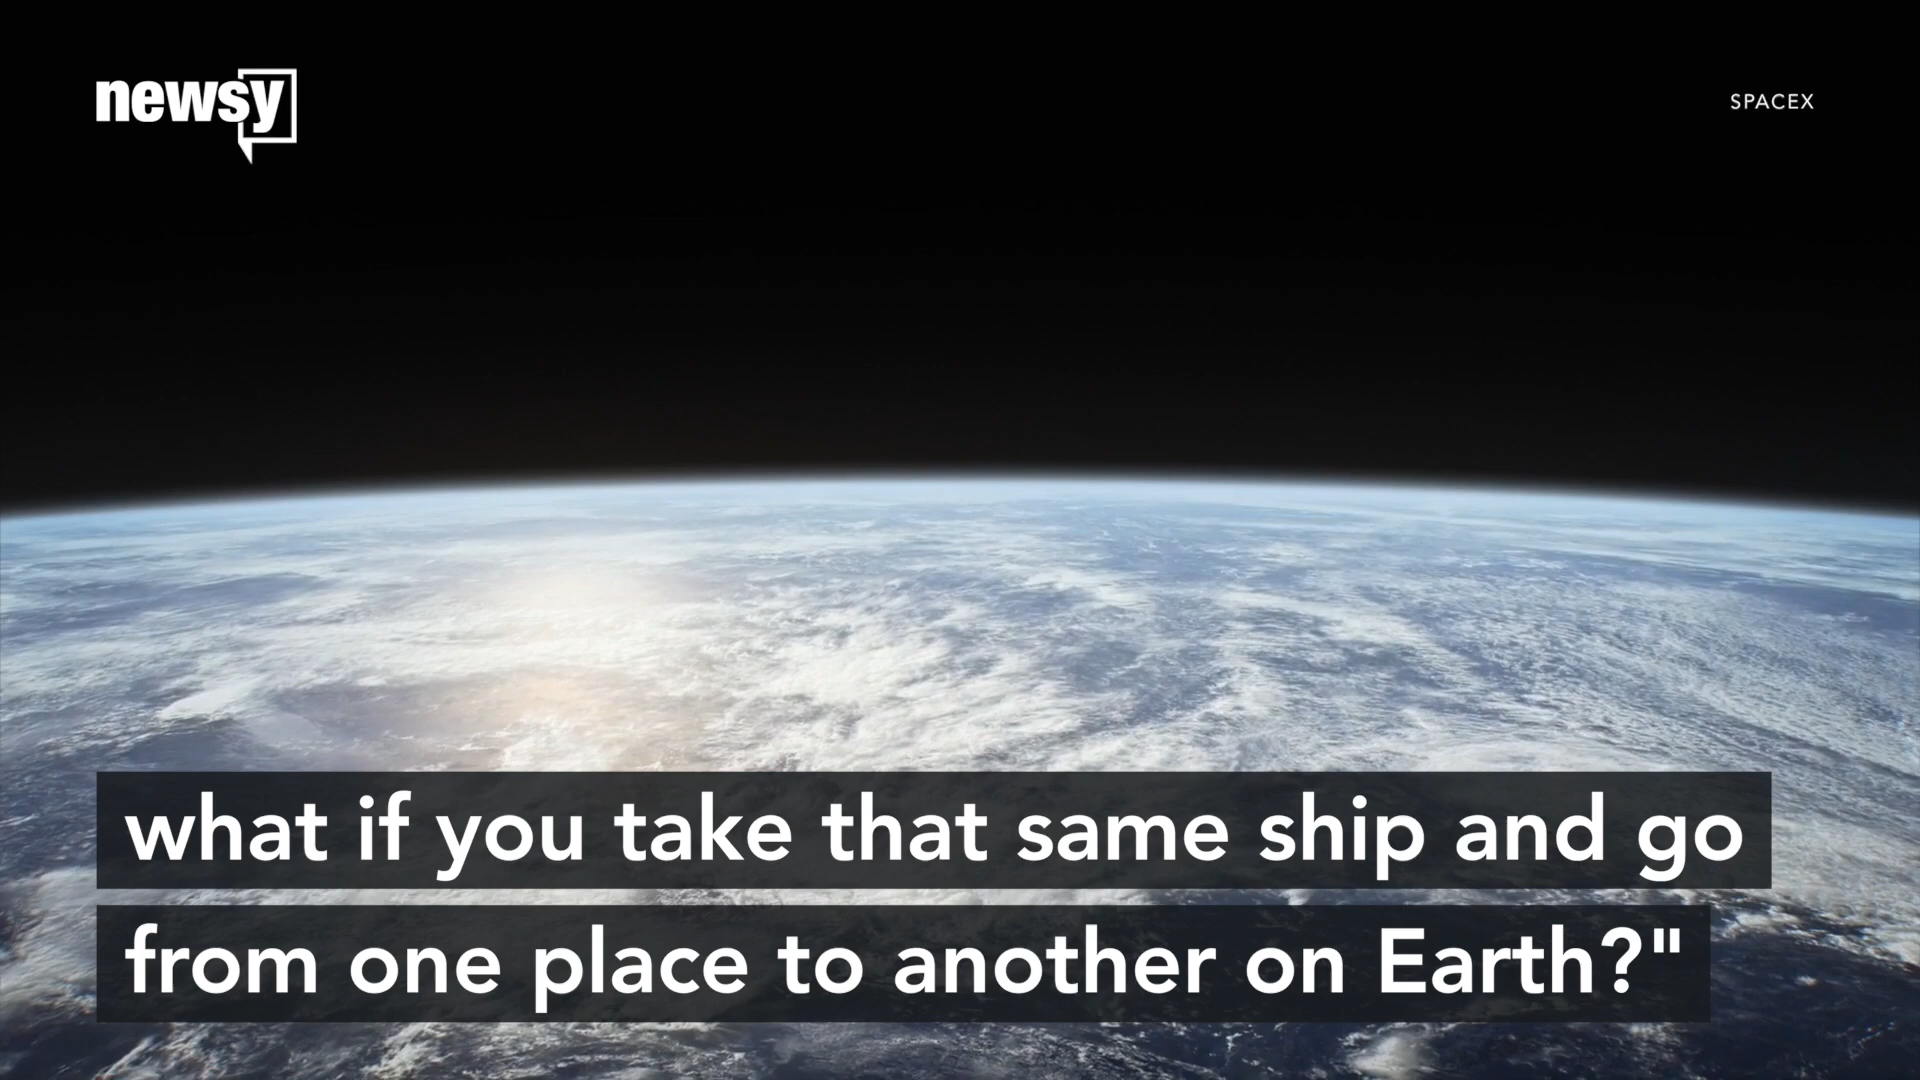 newsy
SPACEX
what if you take that same ship and go
from one place to another on Earth?"